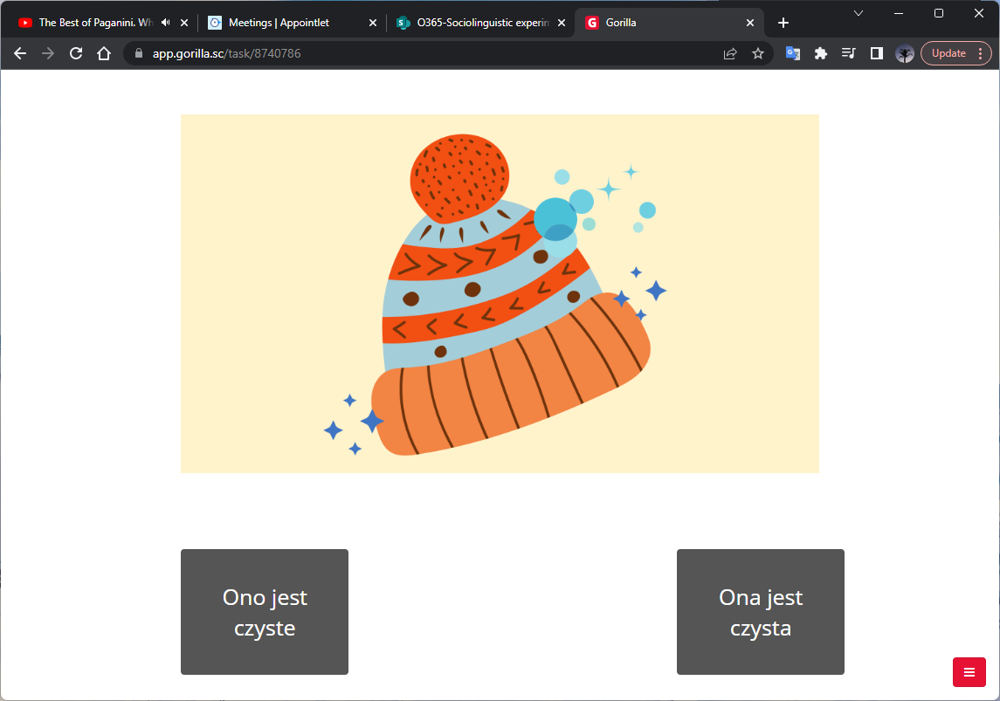 The Best of Paganini. Wh
Meetings | Appointlet
O365-Sociolinguistic experim
Gorilla
app.gorilla.sc/task/8740786
Update
Ono jest
czyste
Ona jest
czysta